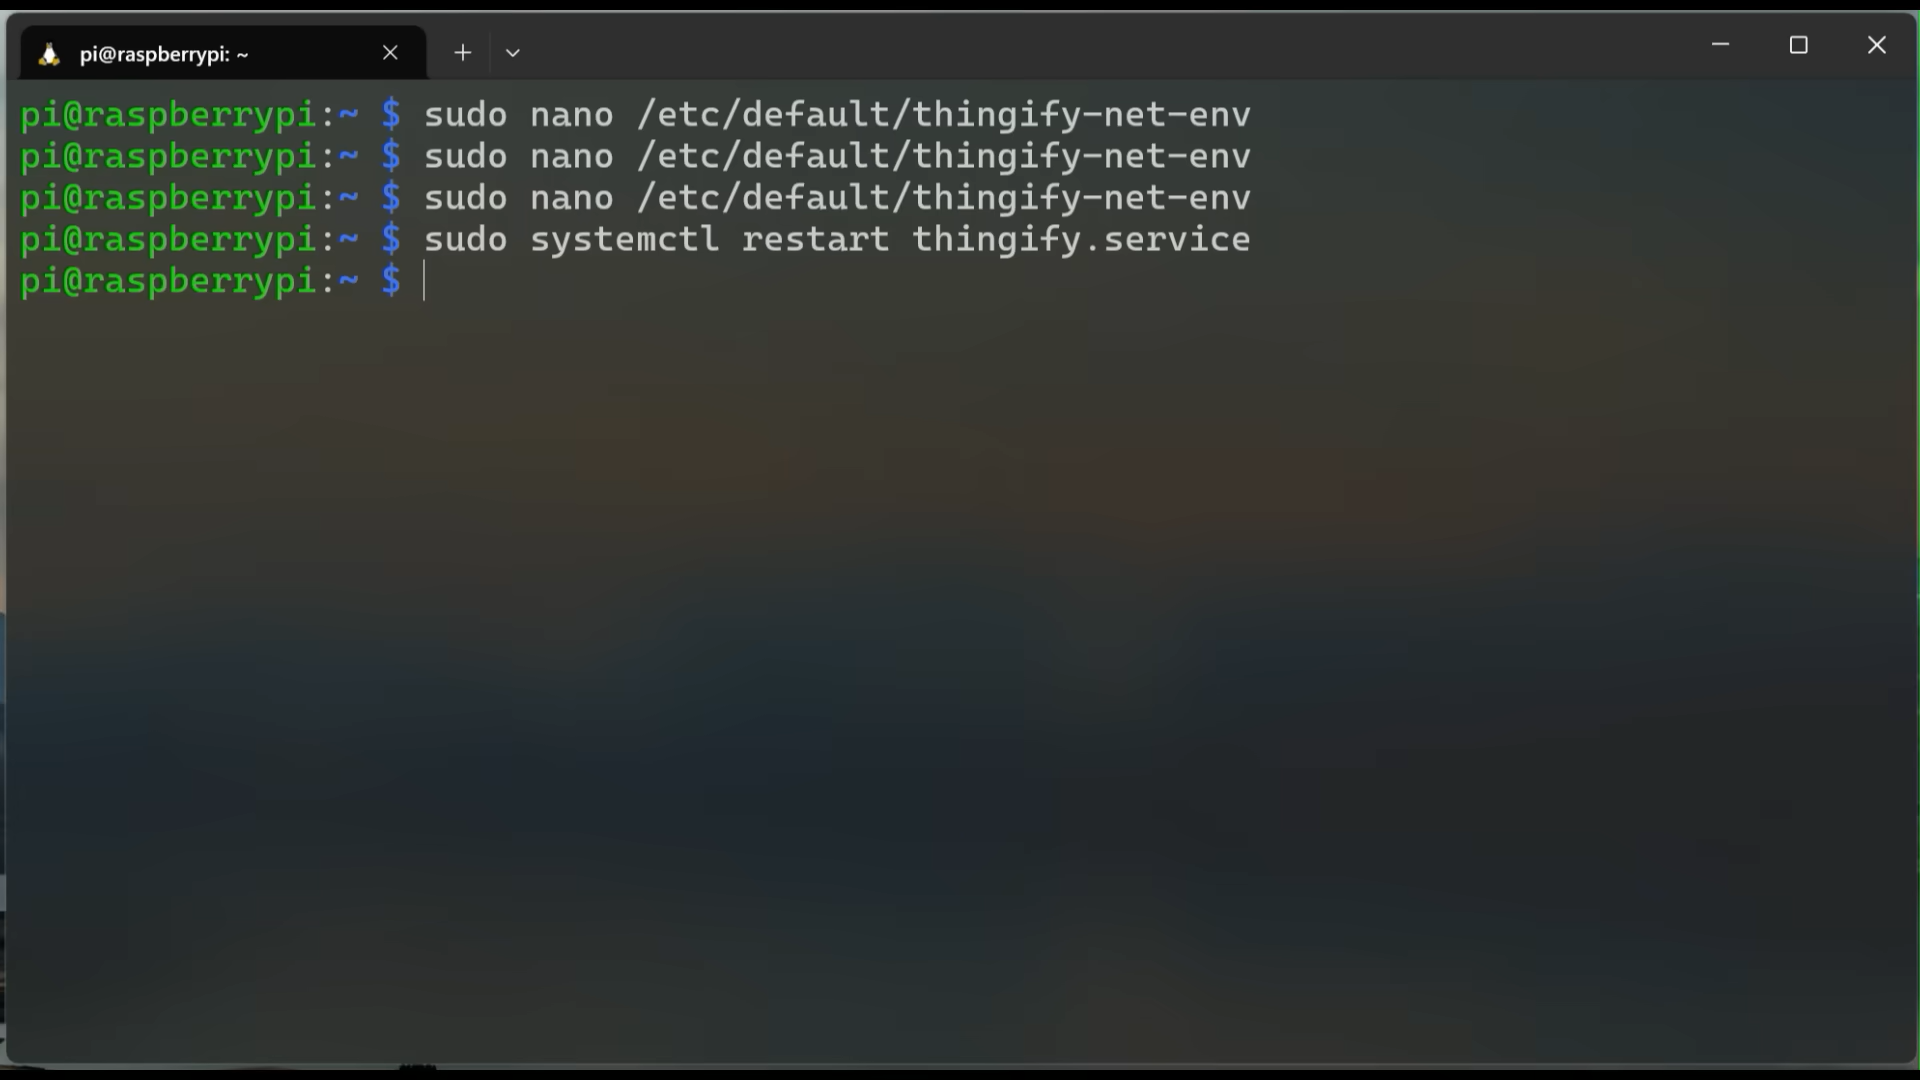 pi@raspberrypi: ~
pi@raspberrypi:~ $ sudo nano /etc/default/thingify-net-env
pi@raspberrypi:~ $ sudo nano /etc/default/thingify-net-env
pi@raspberrypi:~ $ sudo nano /etc/default/thingify-net-env
pi@raspberrypi:~ $ sudo systemctl restart thingify.service
pi@raspberrypi:~ $